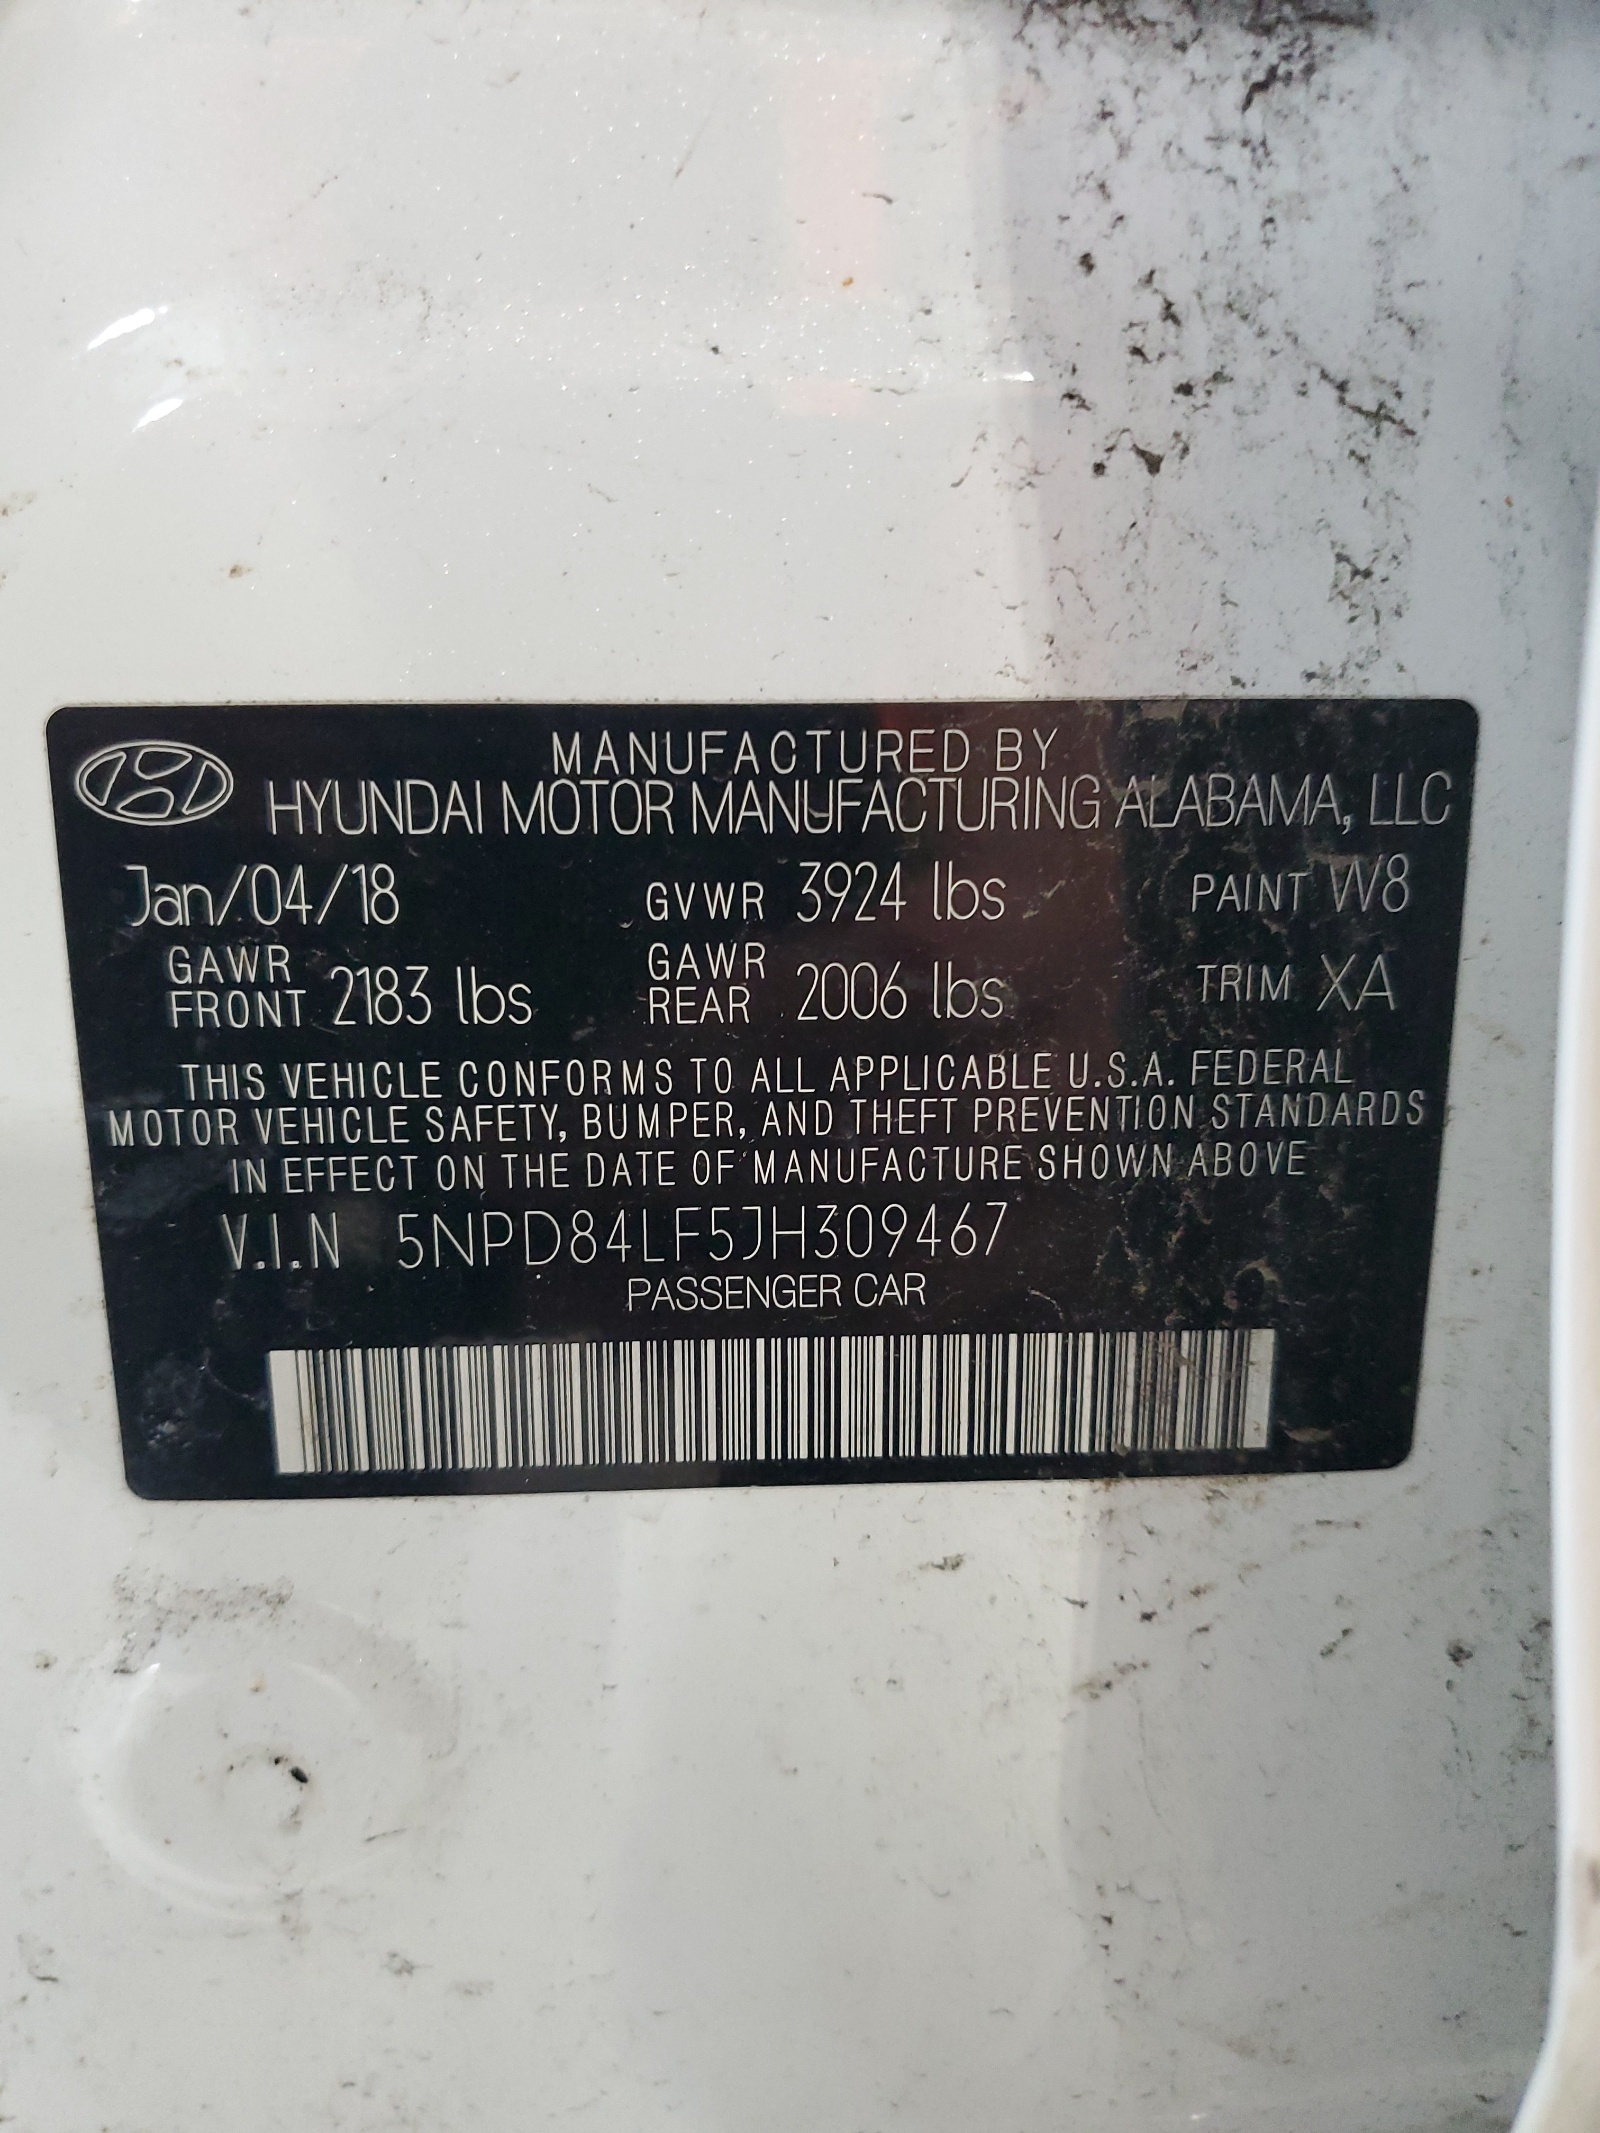 MANUFACTURED BY
HYUNDAI MOTOR MANUFACTURING ALABAMA, LLC
Jan/04/18 GVWR 3924 lbs PAINT W8
GAWR FRONT 2183 lbs GAWR REAR 2006 lbs TRIM XA
THIS VEHICLE CONFORMS TO ALL APPLICABLE U.S.A. FEDERAL
MOTOR VEHICLE SAFETY, BUMPER, AND THEFT PREVENTION STANDARDS
IN EFFECT ON THE DATE OF MANUFACTURE SHOWN ABOVE
V.I.N 5NPD84LF5JH309467
PASSENGER CAR